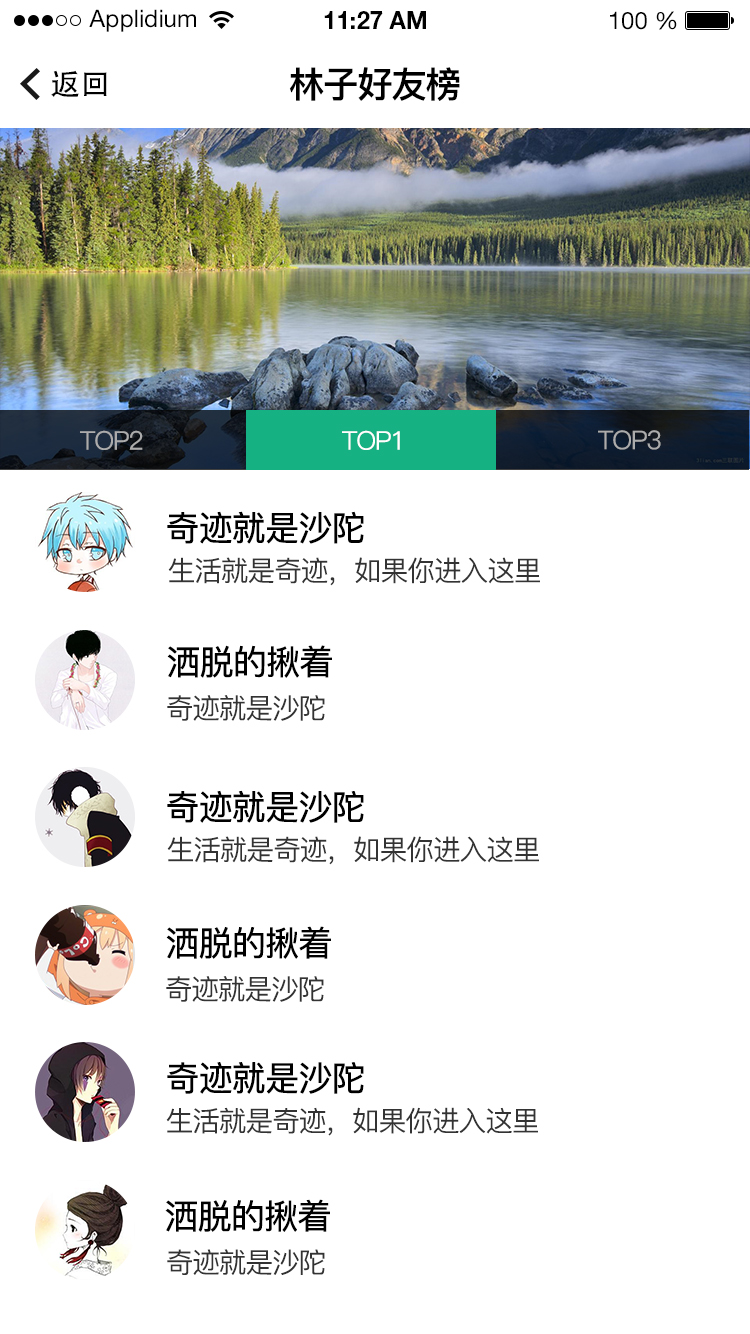 Applidium 11:27 AM 100 %
返回 林子好友榜
TOP2 TOP1 TOP3
奇迹就是沙陀
生活就是奇迹，如果你进入这里
洒脱的揪着
奇迹就是沙陀
奇迹就是沙陀
生活就是奇迹，如果你进入这里
洒脱的揪着
奇迹就是沙陀
奇迹就是沙陀
生活就是奇迹，如果你进入这里
洒脱的揪着
奇迹就是沙陀